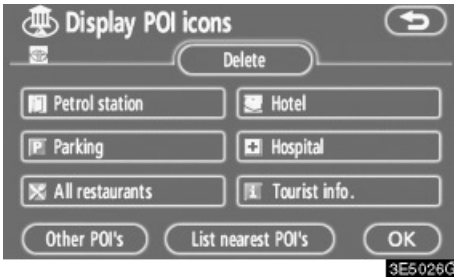 Display POI icons
Delete
Petrol station
Hotel
P Parking
Hospital
All restaurants
i Tourist info.
Other POI's
List nearest POI's
OK
3E5026G